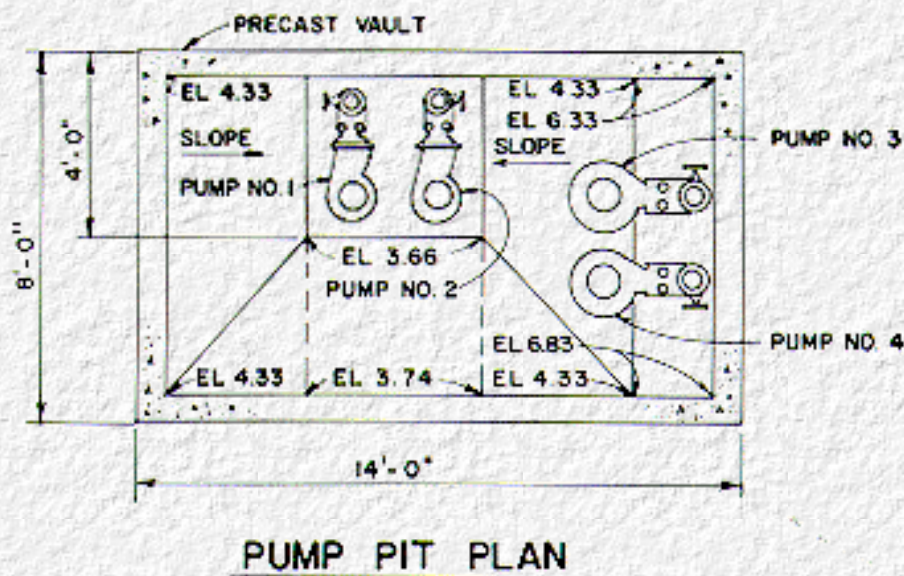 PRECAST VAULT
EL 4.33
EL 4.33
EL 6.33
SLOPE
SLOPE
PUMP NO. 3
4'-0"
PUMP NO. 1
8'-0"
EL 3.66
PUMP NO. 2
EL 6.83
PUMP NO. 4
EL 4.33
EL 3.74
EL 4.33
14'-0"
PUMP PIT PLAN